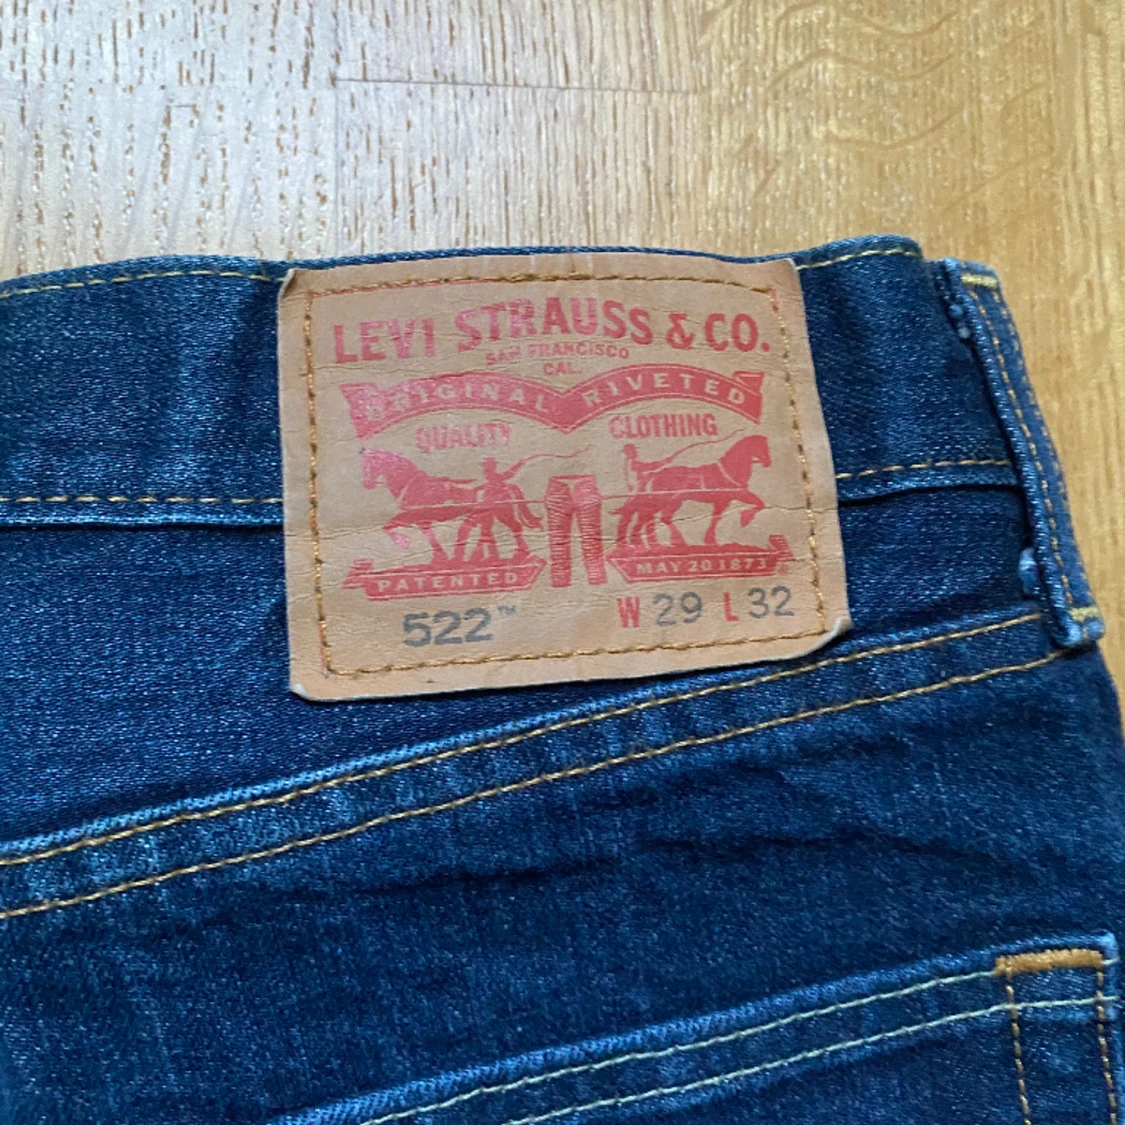 LEVI STRAUSS & CO.
SAN FRANCISCO
CAL.
ORIGINAL RIVETED
QUALITY CLOTHING
PATENTED MAY 20 1873
522™ W 29 L 32